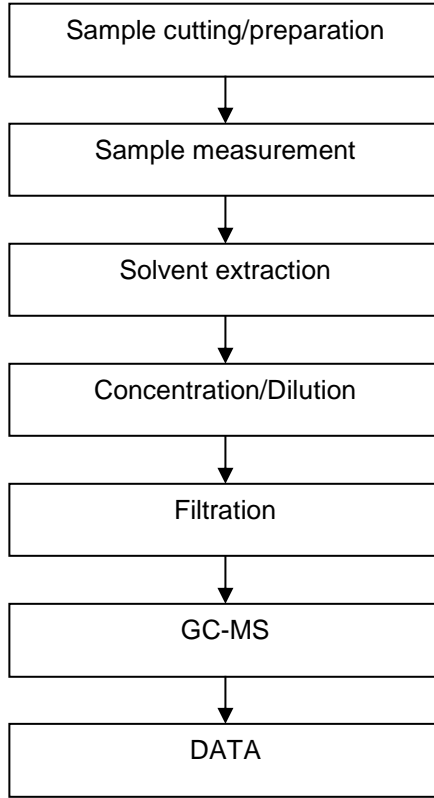 Sample cutting/preparation
Sample measurement
Solvent extraction
Concentration/Dilution
Filtration
GC-MS
DATA